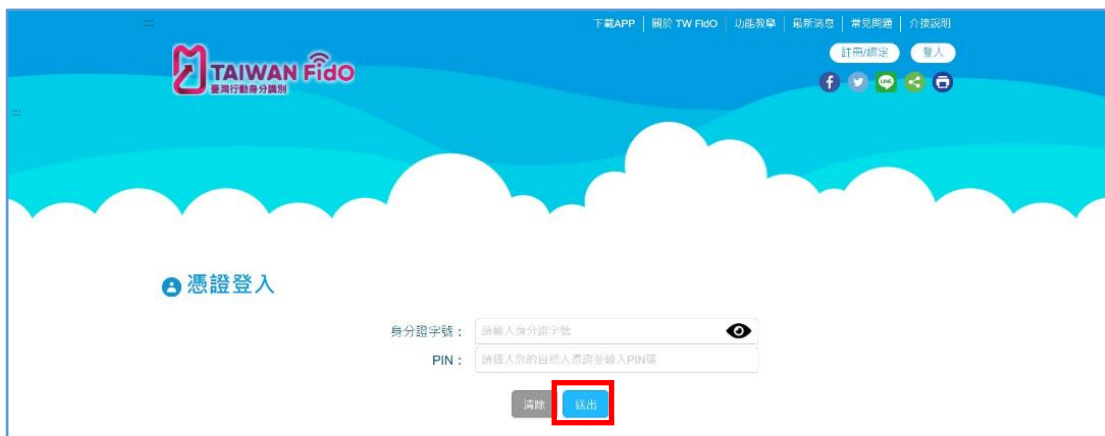 :::
下載APP | 關於 TW FidO | 功能教學 | 最新消息 | 常見問題 | 介接說明
TAIWAN FidO
臺灣行動身分識別
註冊/綁定 登入
LINE
:::
憑證登入
身分證字號： 請輸入身分證字號
PIN： 請插入您的自然人憑證並輸入PIN碼
清除 送出